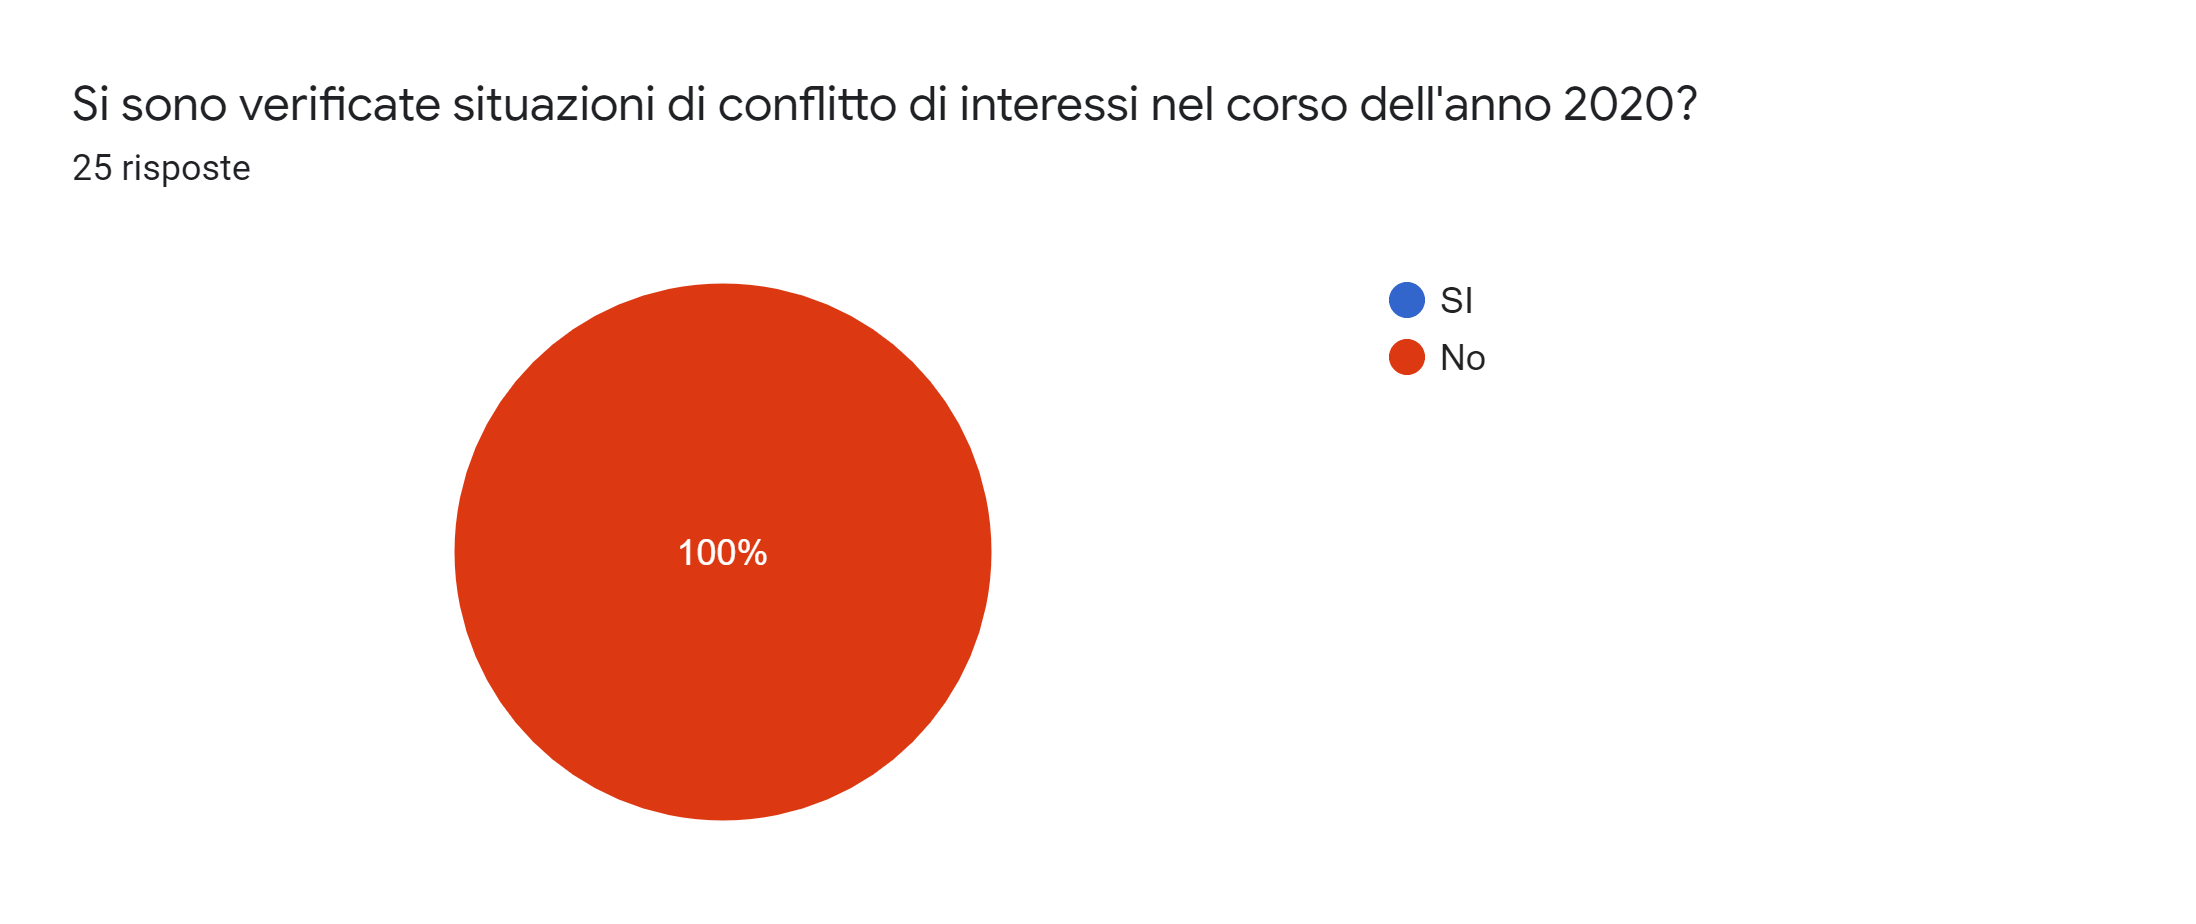 Si sono verificate situazioni di conflitto di interessi nel corso dell'anno 2020?
25 risposte
SI
No
100%